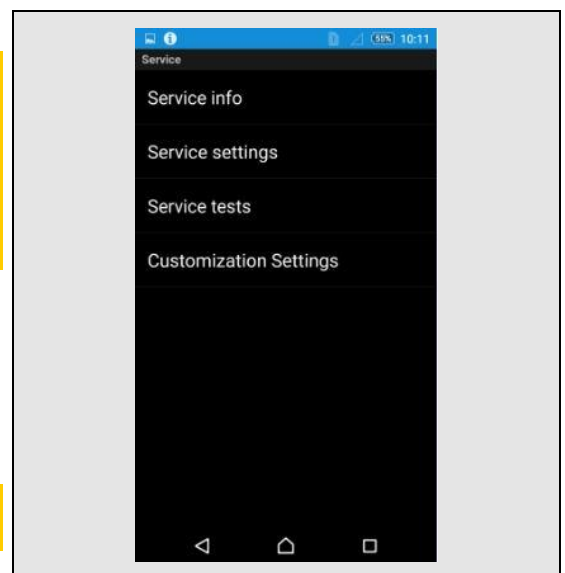 55% 10:11
Service
Service info
Service settings
Service tests
Customization Settings